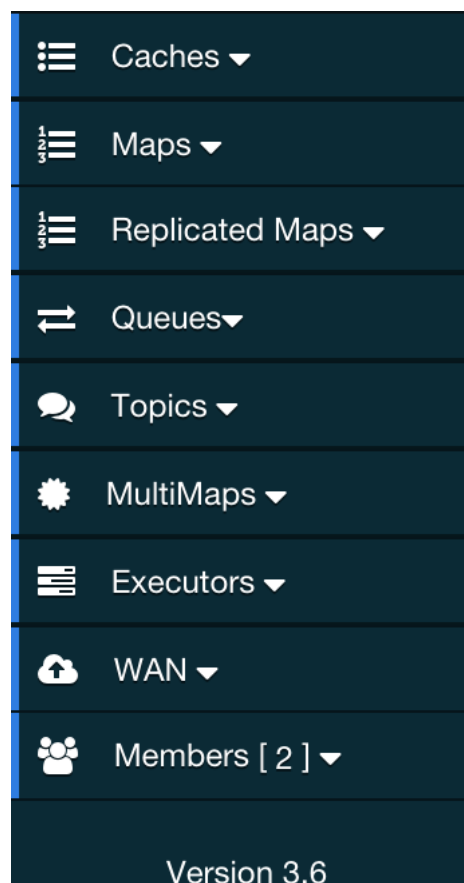 Caches
Maps
Replicated Maps
Queues
Topics
MultiMaps
Executors
WAN
Members [ 2 ]
Version 3.6